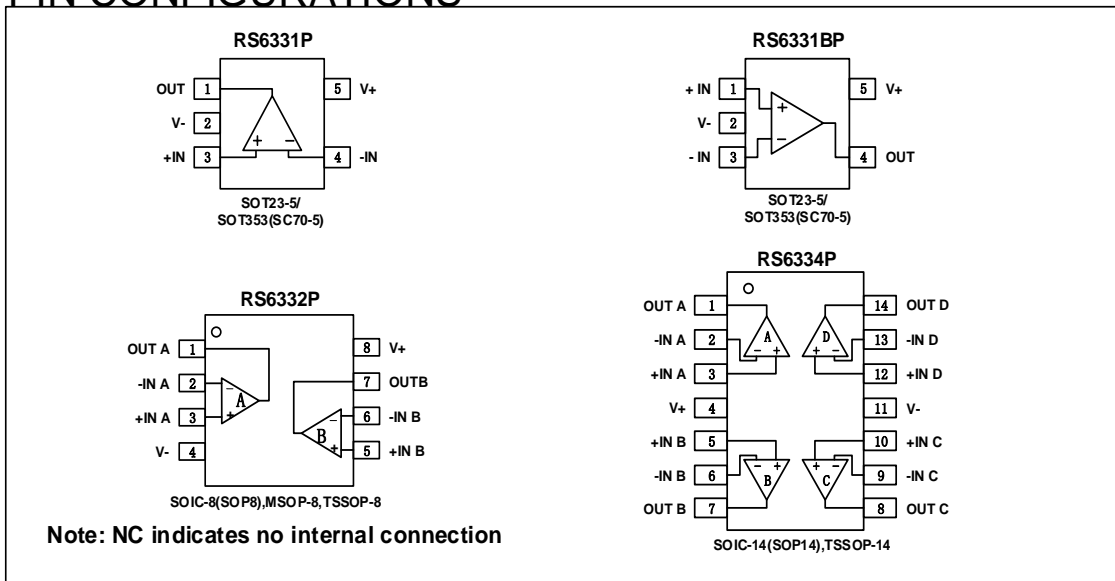 PIN CONFIGURATIONS
RS6331P
OUT 1 5 V+
V- 2
+IN 3 + − 4 -IN
SOT23-5/
SOT353(SC70-5)
RS6331BP
+ IN 1 + 5 V+
V- 2
- IN 3 − 4 OUT
SOT23-5/
SOT353(SC70-5)
RS6332P
OUT A 1 8 V+
-IN A 2 − A 7 OUTB
+IN A 3 + B − 6 -IN B
V- 4 + 5 +IN B
SOIC-8(SOP8),MSOP-8,TSSOP-8
Note: NC indicates no internal connection
RS6334P
OUT A 1 14 OUT D
-IN A 2 A − + D + − 13 -IN D
+IN A 3 12 +IN D
V+ 4 11 V-
+IN B 5 10 +IN C
-IN B 6 − + B + − C 9 -IN C
OUT B 7 8 OUT C
SOIC-14(SOP14),TSSOP-14